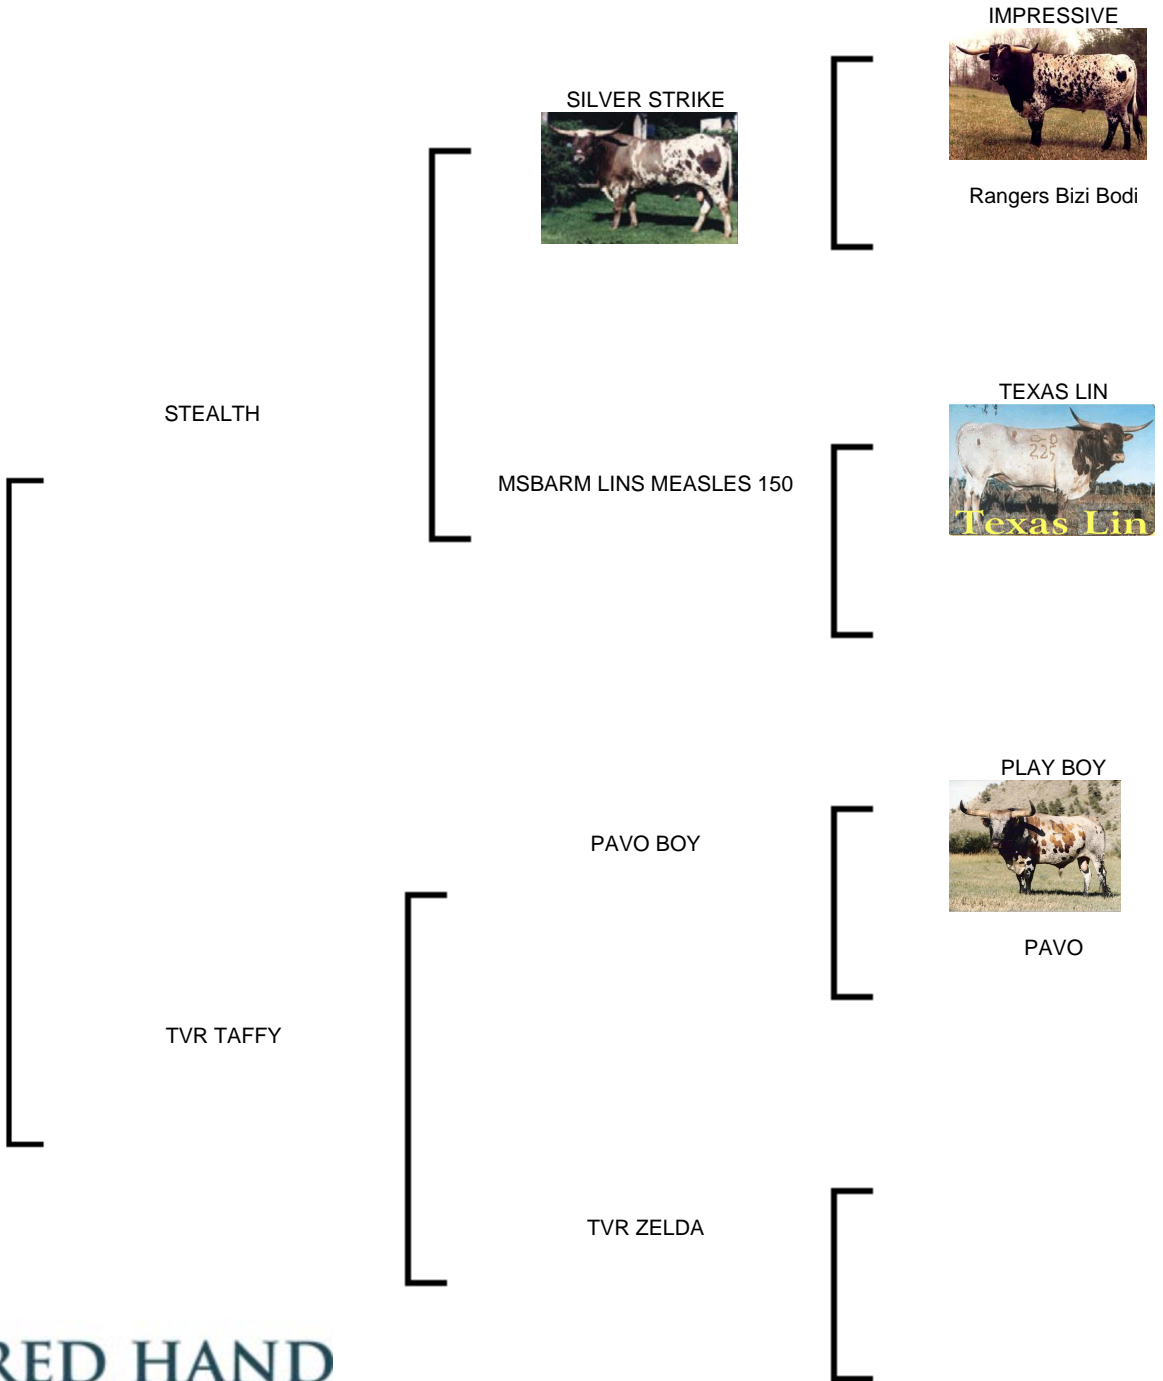 IMPRESSIVE
SILVER STRIKE
Rangers Bizi Bodi
TEXAS LIN
STEALTH
225
Texas Lin
MSBARM LINS MEASLES 150
PLAY BOY
PAVO BOY
PAVO
TVR TAFFY
TVR ZELDA
RED HAND